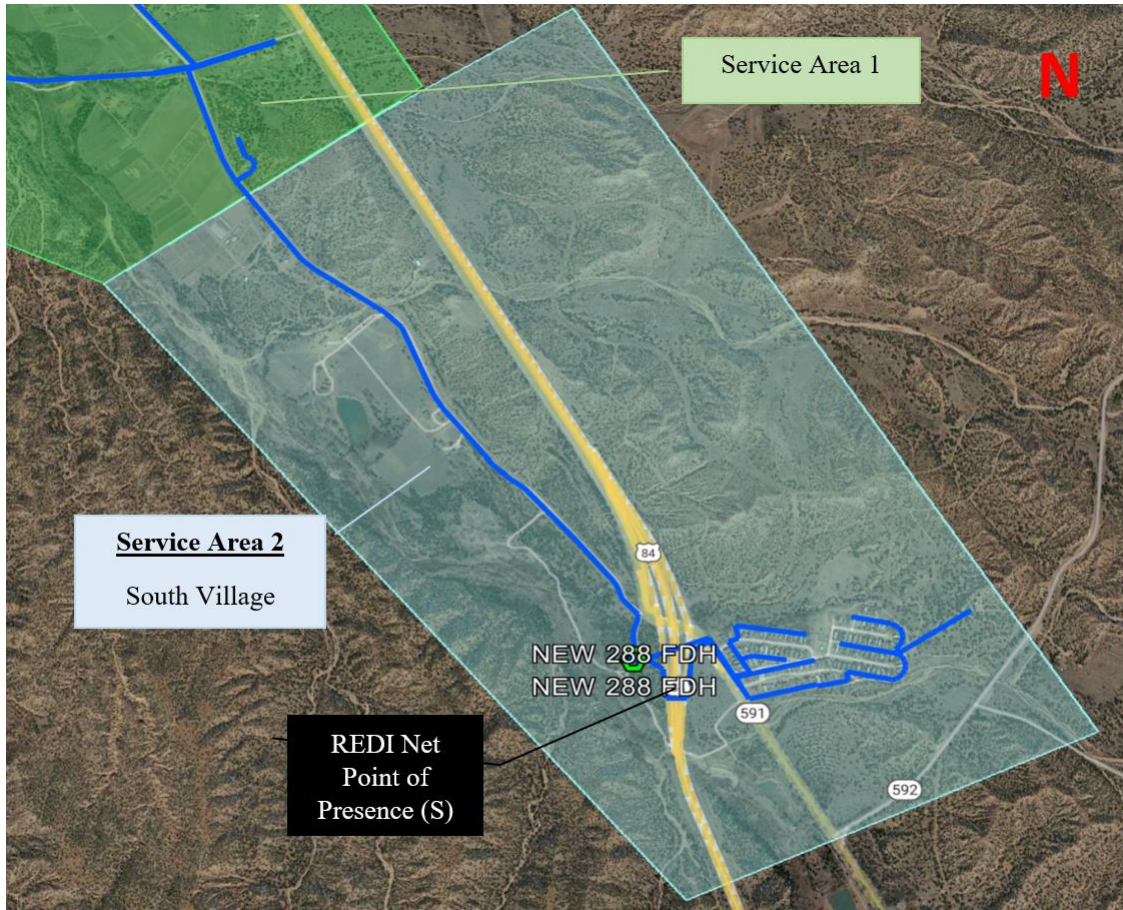 Service Area 1
N
84
Service Area 2
South Village
NEW 288 FDH
NEW 288 FDH
591
REDI Net
Point of
Presence (S)
592